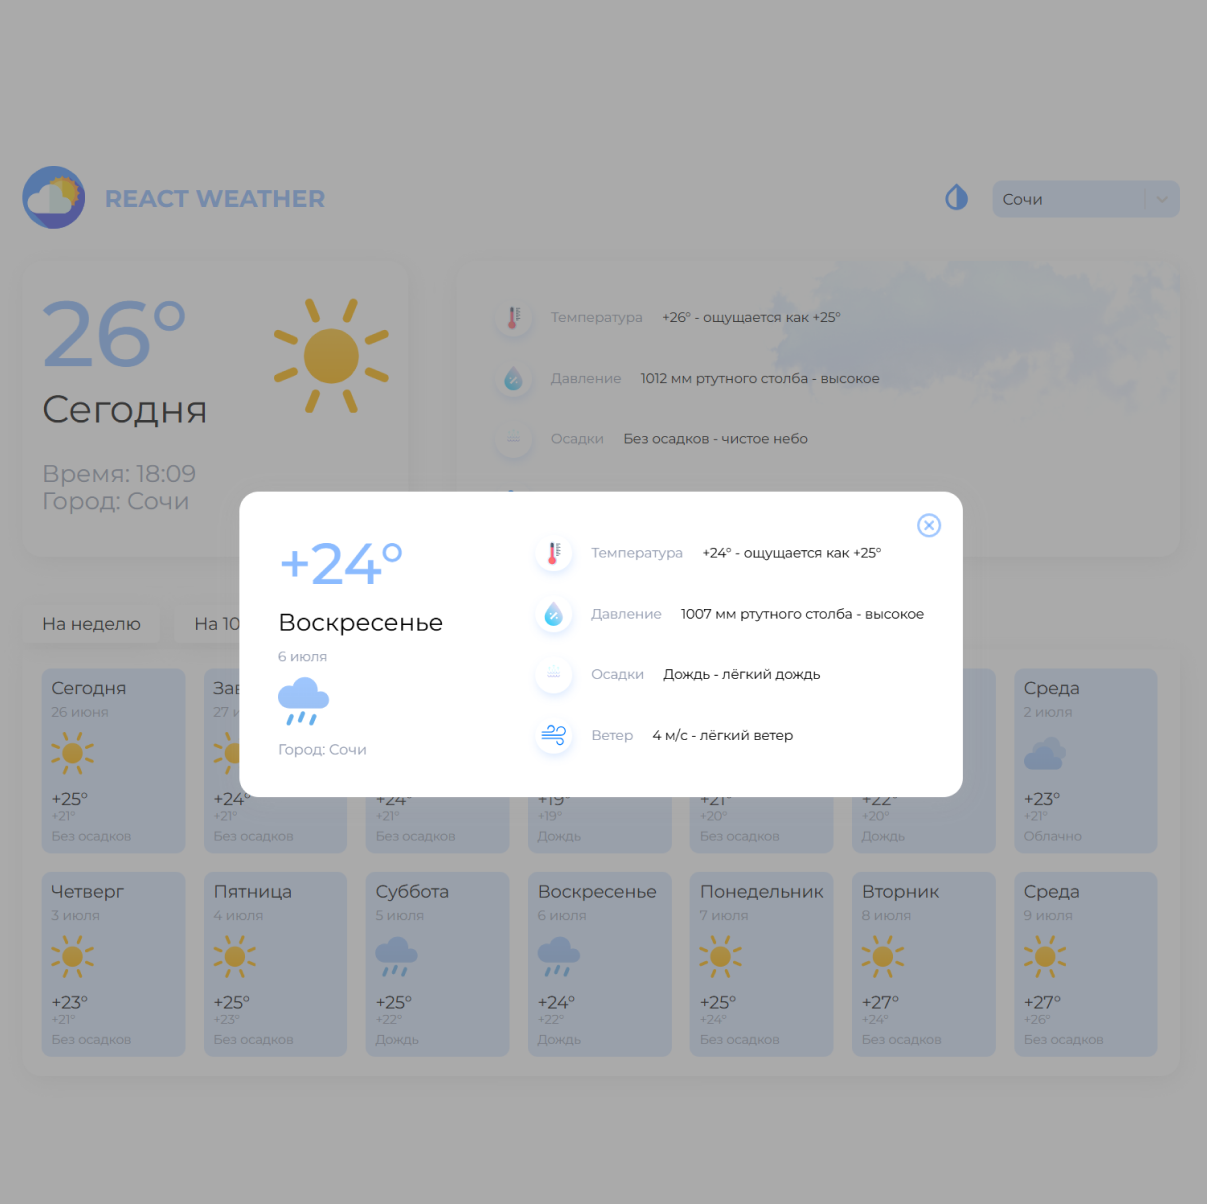 REACT WEATHER
Сочи
26°
Сегодня
Время: 18:09
Город: Сочи
Температура +26° - ощущается как +25°
Давление 1012 мм ртутного столба - высокое
Осадки Без осадков - чистое небо
+24°
Воскресенье
6 июля
Город: Сочи
Температура +24° - ощущается как +25°
Давление 1007 мм ртутного столба - высокое
Осадки Дождь - лёгкий дождь
Ветер 4 м/с - лёгкий ветер
На неделю
На 10
Сегодня
26 июня
+25°
+21°
Без осадков
+24°
+21°
Без осадков
+24°
+21°
Без осадков
+19°
+19°
Дождь
+21°
+20°
Без осадков
+22°
+20°
Дождь
Среда
2 июля
+23°
+21°
Облачно
Четверг
3 июля
+23°
+21°
Без осадков
Пятница
4 июля
+25°
+23°
Без осадков
Суббота
5 июля
+25°
+22°
Дождь
Воскресенье
6 июля
+24°
+22°
Дождь
Понедельник
7 июля
+25°
+24°
Без осадков
Вторник
8 июля
+27°
+24°
Без осадков
Среда
9 июля
+27°
+26°
Без осадков